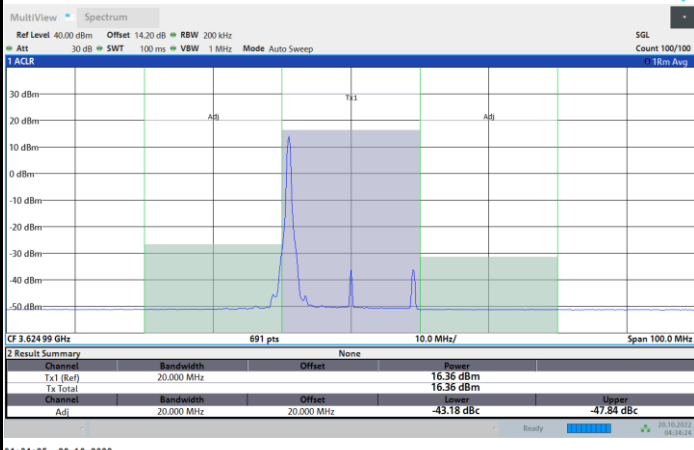 MultiView Spectrum
Ref Level 40.00 dBm Offset 14.20 dB RBW 200 kHz SGL
Att 30 dB SWT 100 ms VBW 1 MHz Mode Auto Sweep Count 100/100
1 ACLR 1Rm Avg
30 dBm
Tx1
20 dBm Adj Adj
10 dBm
0 dBm
-10 dBm
-20 dBm
-30 dBm
-40 dBm
-50 dBm
CF 3.624 99 GHz 691 pts 10.0 MHz/ Span 100.0 MHz
2 Result Summary None
Channel Bandwidth Offset Power
Tx1 (Ref) 20.000 MHz 16.36 dBm
Tx Total 16.36 dBm
Channel Bandwidth Offset Lower Upper
Adj 20.000 MHz 20.000 MHz -43.18 dBc -47.84 dBc
Ready 20.10.2022
04:34:24